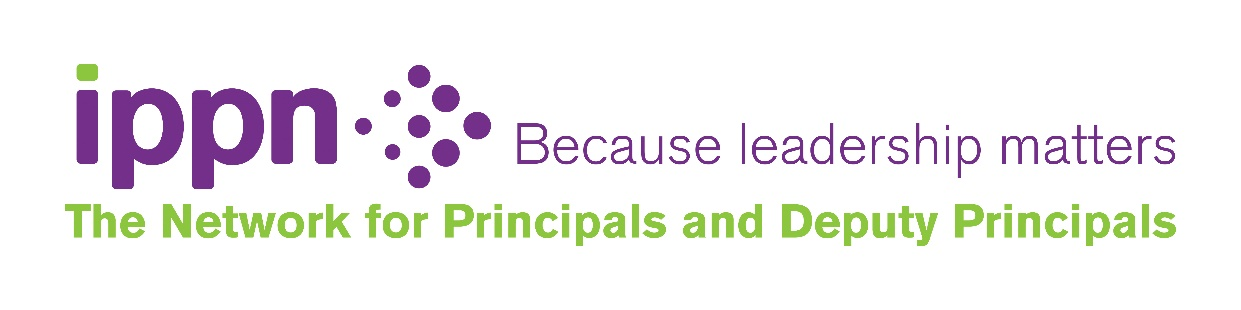 ippn Because leadership matters
The Network for Principals and Deputy Principals